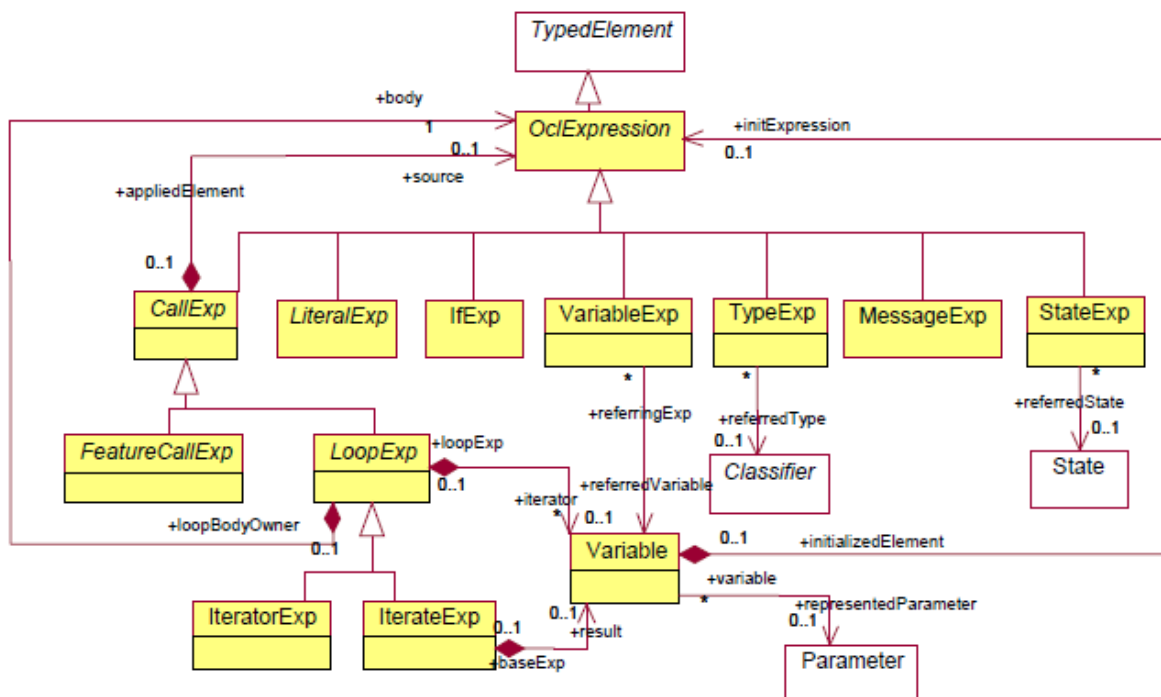 TypedElement
+body
1
OclExpression
+initExpression
0..1
0..1
+source
+appliedElement
0..1
CallExp
LiteralExp
IfExp
VariableExp
TypeExp
MessageExp
StateExp
*
*
*
+referringExp
+referredType
+referredState
0..1
0..1
FeatureCallExp
LoopExp
+loopExp
0..1
Classifier
State
+iterator
*
+referredVariable
0..1
+loopBodyOwner
0..1
Variable
0..1
+initializedElement
+variable
*
+representedParameter
0..1
IteratorExp
IterateExp
0..1
+baseExp
0..1
+result
Parameter